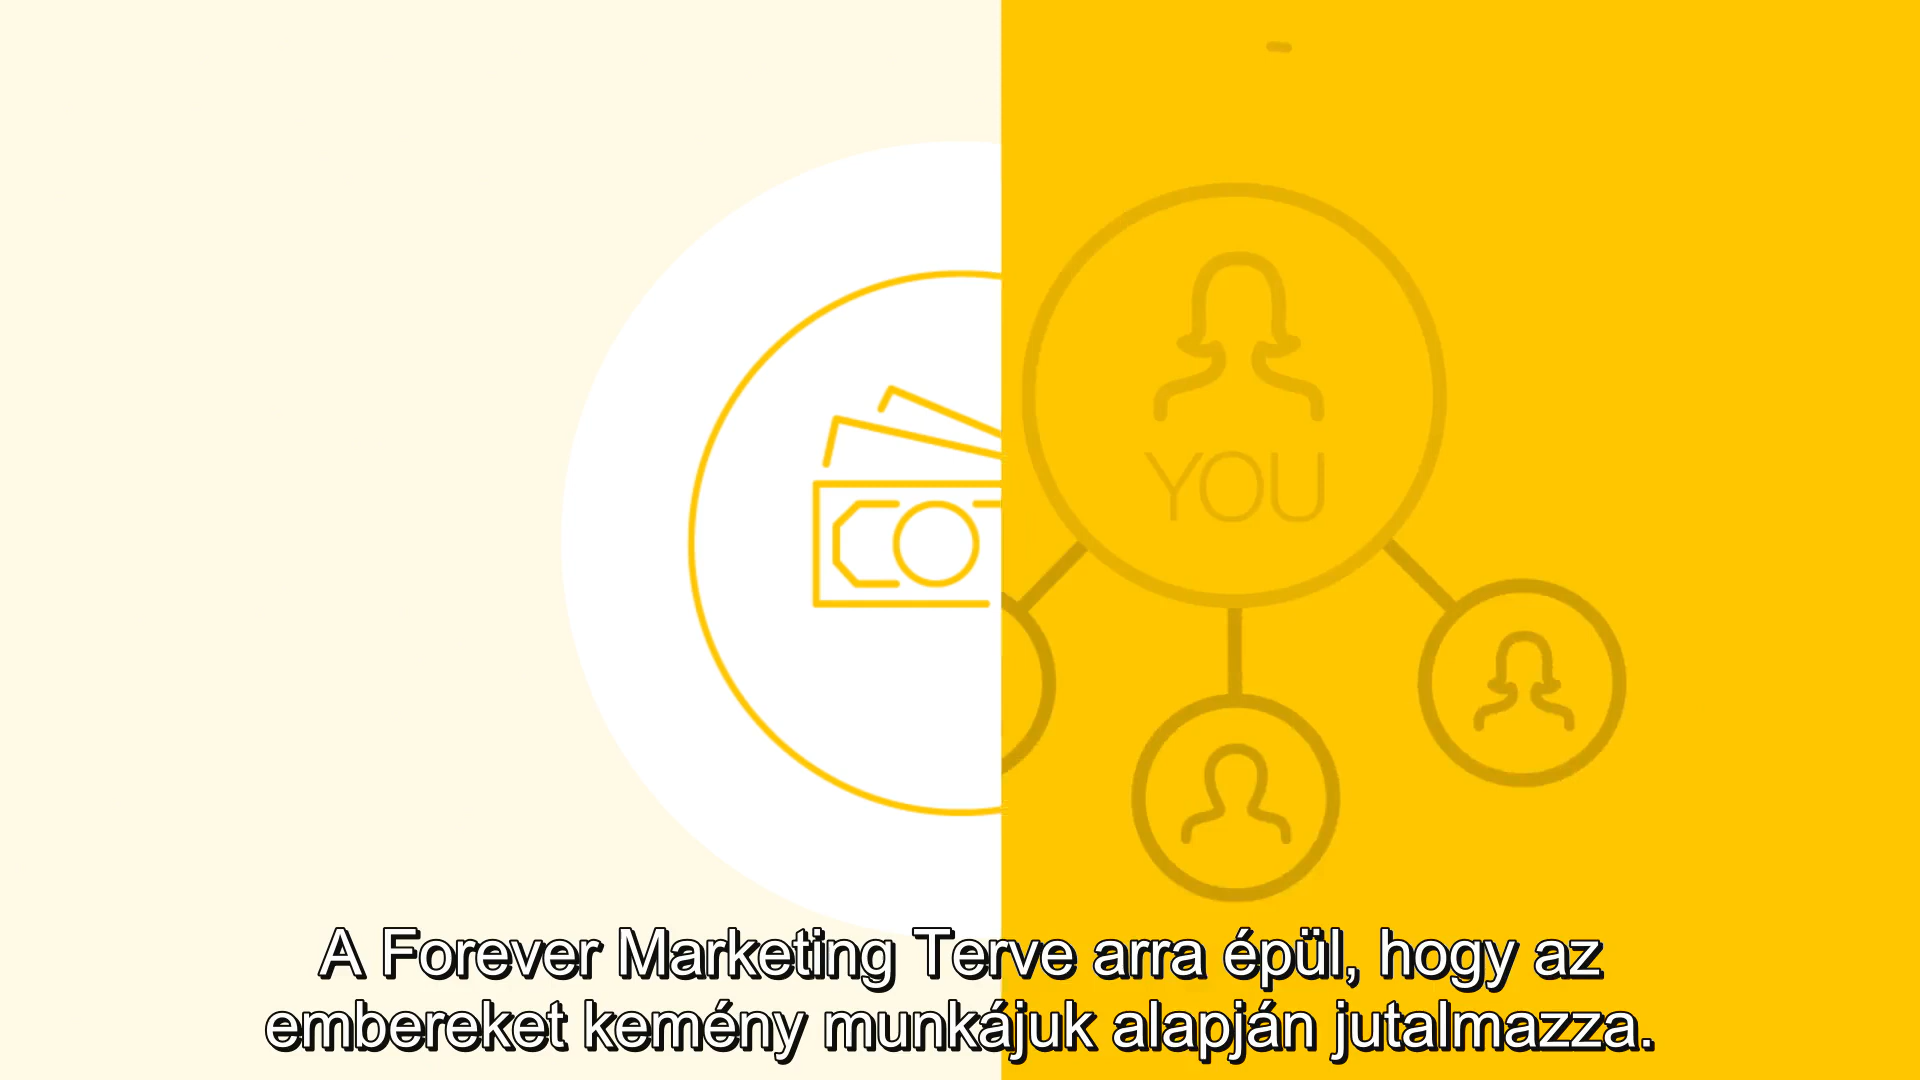 YOU
A Forever Marketing Terve arra épül, hogy az
embereket kemény munkájuk alapján jutalmazza.